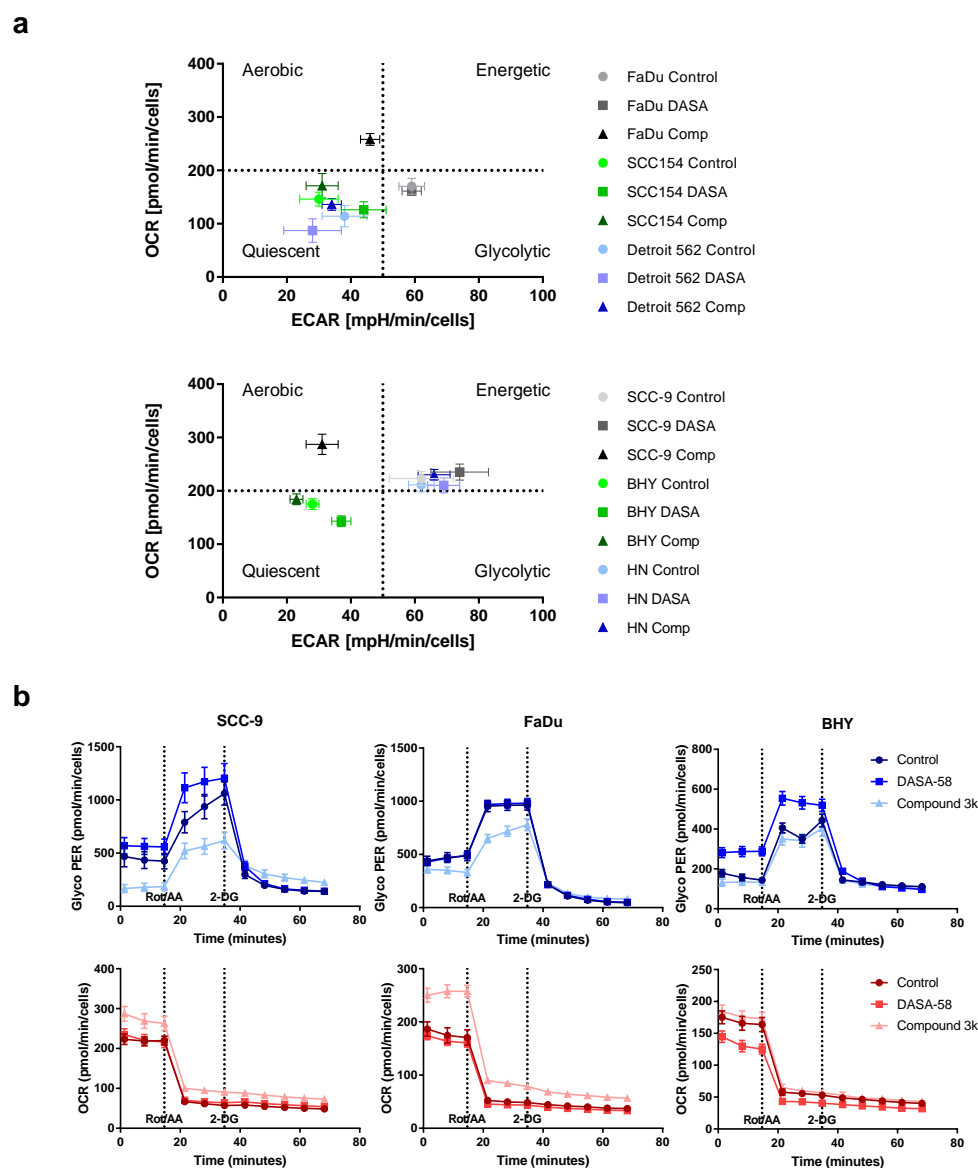 a
Aerobic
Energetic
Quiescent
Glycolytic
OCR [pmol/min/cells]
400
300
200
100
0
0 20 40 60 80 100
ECAR [mpH/min/cells]
FaDu Control
FaDu DASA
FaDu Comp
SCC154 Control
SCC154 DASA
SCC154 Comp
Detroit 562 Control
Detroit 562 DASA
Detroit 562 Comp
Aerobic
Energetic
Quiescent
Glycolytic
OCR [pmol/min/cells]
400
300
200
100
0
0 20 40 60 80 100
ECAR [mpH/min/cells]
SCC-9 Control
SCC-9 DASA
SCC-9 Comp
BHY Control
BHY DASA
BHY Comp
HN Control
HN DASA
HN Comp
b
SCC-9
Glyco PER (pmol/min/cells)
1500
1000
500
0
Rot/AA
2-DG
0 20 40 60 80
Time (minutes)
FaDu
Glyco PER (pmol/min/cells)
1500
1000
500
0
Rot/AA
2-DG
0 20 40 60 80
Time (minutes)
BHY
Glyco PER (pmol/min/cells)
800
600
400
200
0
Rot/AA
2-DG
0 20 40 60 80
Time (minutes)
Control
DASA-58
Compound 3k
OCR (pmol/min/cells)
400
300
200
100
0
Rot/AA
2-DG
0 20 40 60 80
Time (minutes)
OCR (pmol/min/cells)
300
200
100
0
Rot/AA
2-DG
0 20 40 60 80
Time (minutes)
OCR (pmol/min/cells)
200
150
100
50
0
Rot/AA
2-DG
0 20 40 60 80
Time (minutes)
Control
DASA-58
Compound 3k